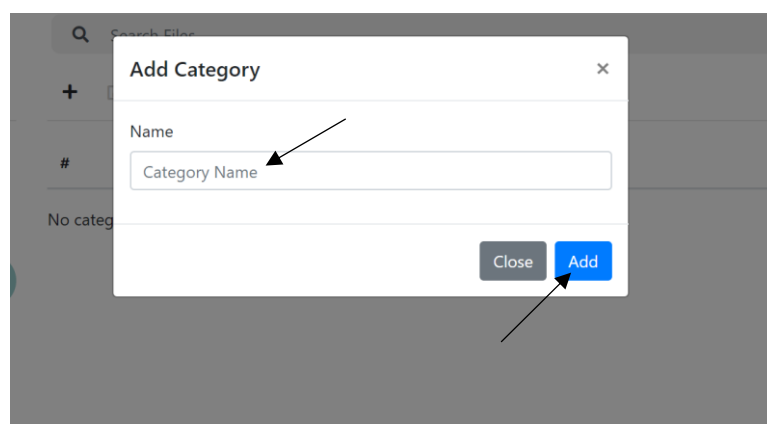 Search Files
Add Category
×
+
Name
#
Category Name
No categ
Close
Add